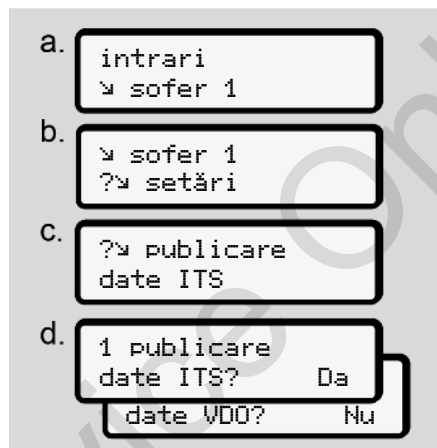 a.
intrari
↘ sofer 1
b.
↘ sofer 1
?↘ setări
c.
?↘ publicare
date ITS
d.
1 publicare
date ITS? Da
date VDO? Nu